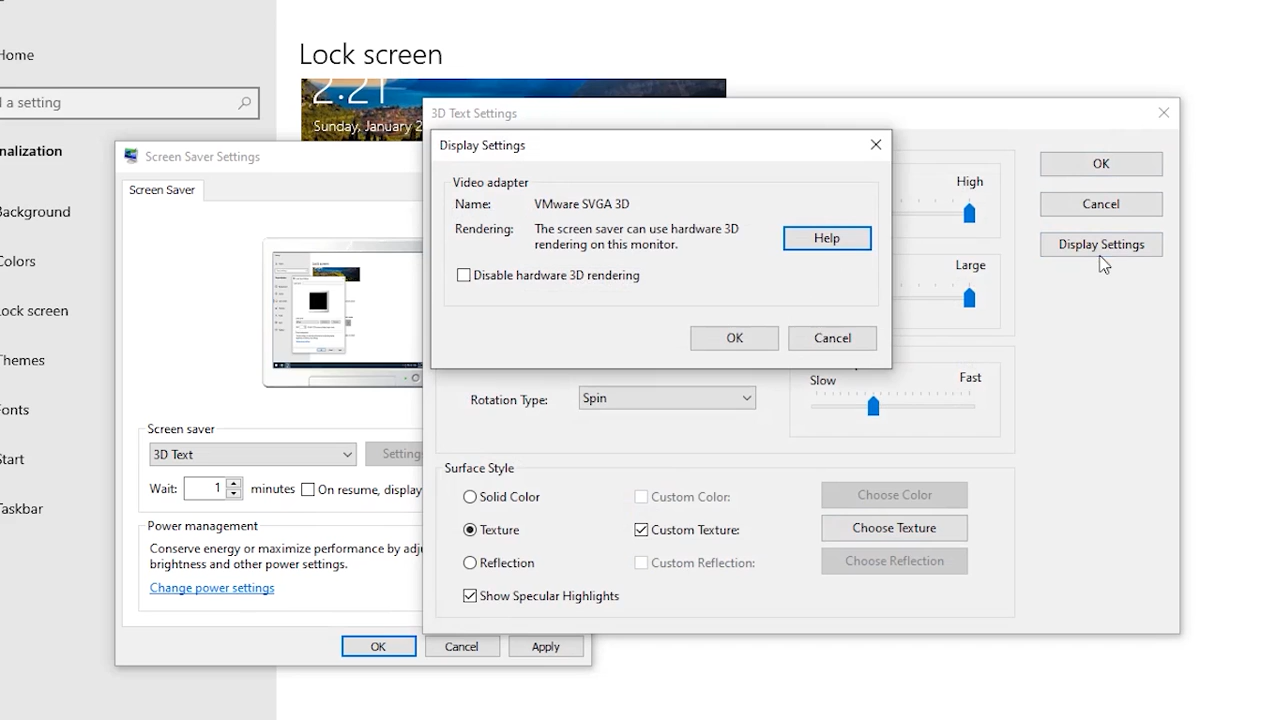 Home
Lock screen
a setting
2:21
Sunday, January 2
nalization
Background
Colors
Lock screen
Themes
Fonts
Start
Taskbar
Screen Saver Settings
Screen Saver
Screen saver
3D Text
Settings
Wait:
1
minutes
On resume, display
Power management
Conserve energy or maximize performance by adju
brightness and other power settings.
Change power settings
OK
Cancel
Apply
3D Text Settings
High
Large
OK
Cancel
Display Settings
Display Settings
Video adapter
Name:
VMware SVGA 3D
Rendering:
The screen saver can use hardware 3D
rendering on this monitor.
Help
Disable hardware 3D rendering
OK
Cancel
Rotation Type:
Spin
Slow
Fast
Surface Style
Solid Color
Custom Color:
Choose Color
Texture
Custom Texture:
Choose Texture
Reflection
Custom Reflection:
Choose Reflection
Show Specular Highlights